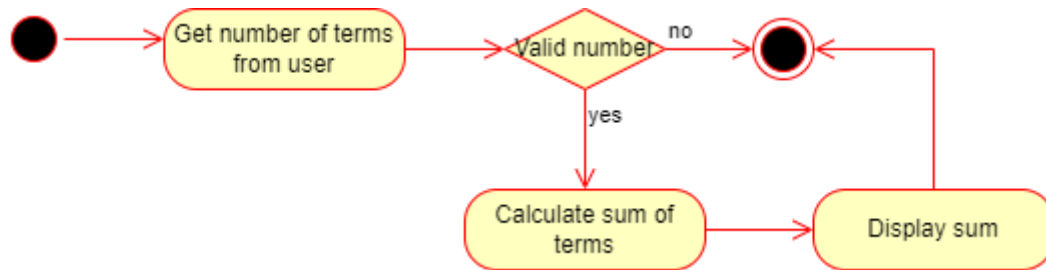 Get number of terms
from user
Valid number
no
yes
Calculate sum of
terms
Display sum